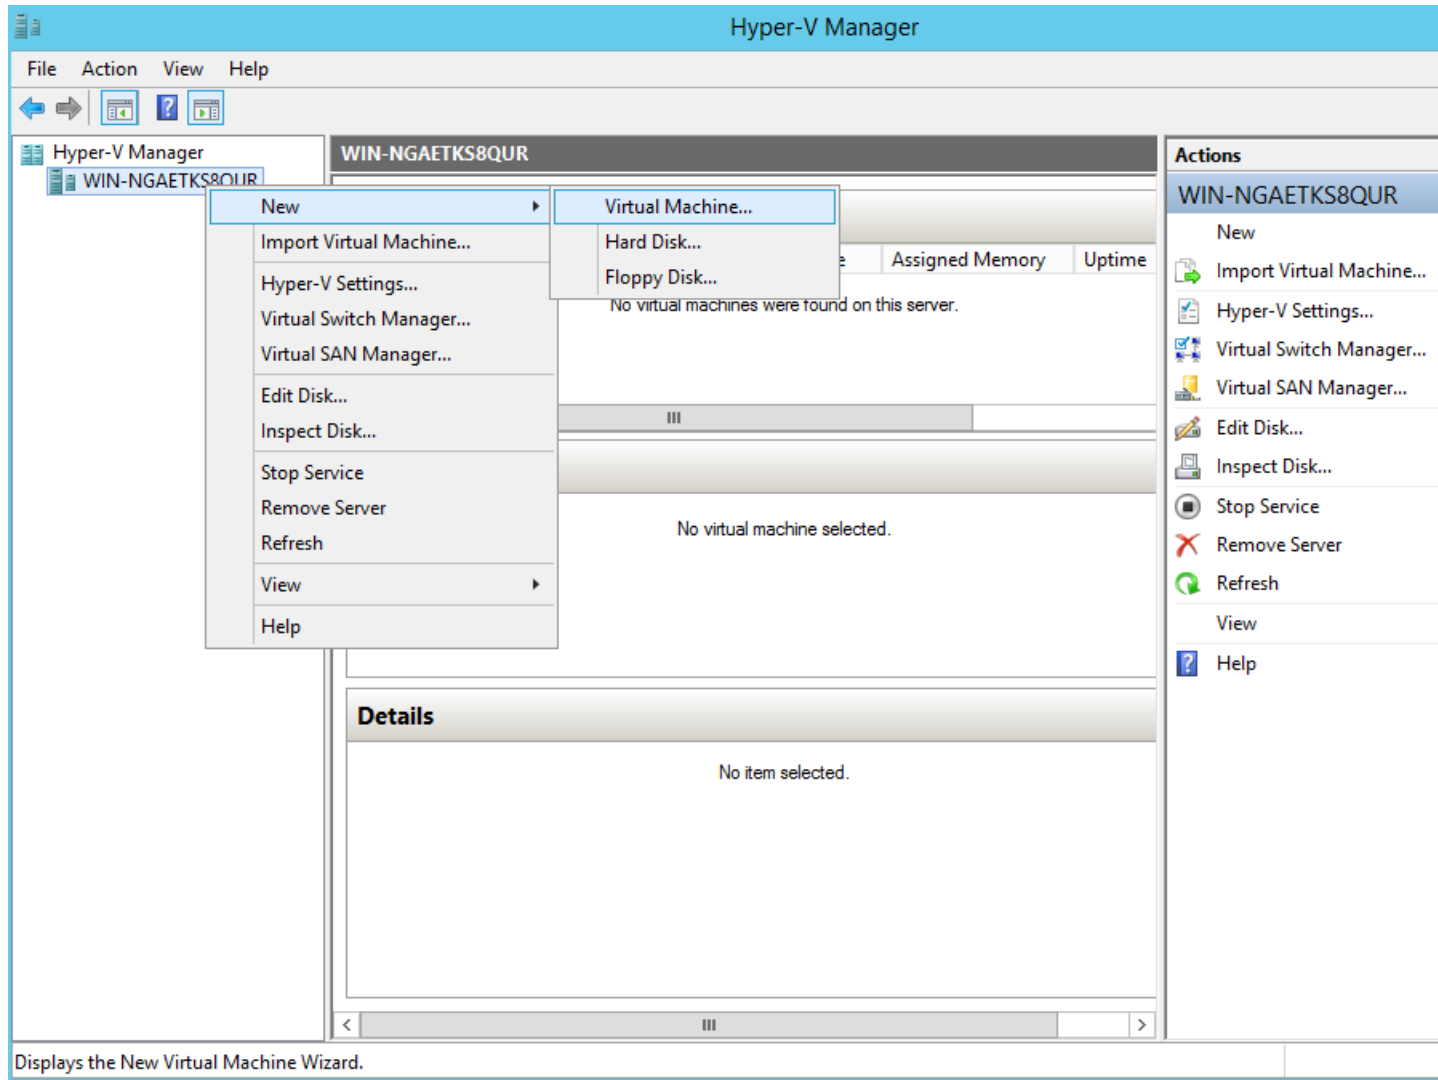 Hyper-V Manager
File Action View Help
Hyper-V Manager
WIN-NGAETKS8QUR
New
Import Virtual Machine...
Hyper-V Settings...
Virtual Switch Manager...
Virtual SAN Manager...
Edit Disk...
Inspect Disk...
Stop Service
Remove Server
Refresh
View
Help
Virtual Machine...
Hard Disk...
Floppy Disk...
WIN-NGAETKS8QUR
Assigned Memory Uptime
No virtual machines were found on this server.
No virtual machine selected.
Details
No item selected.
Actions
WIN-NGAETKS8QUR
New
Import Virtual Machine...
Hyper-V Settings...
Virtual Switch Manager...
Virtual SAN Manager...
Edit Disk...
Inspect Disk...
Stop Service
Remove Server
Refresh
View
Help
Displays the New Virtual Machine Wizard.